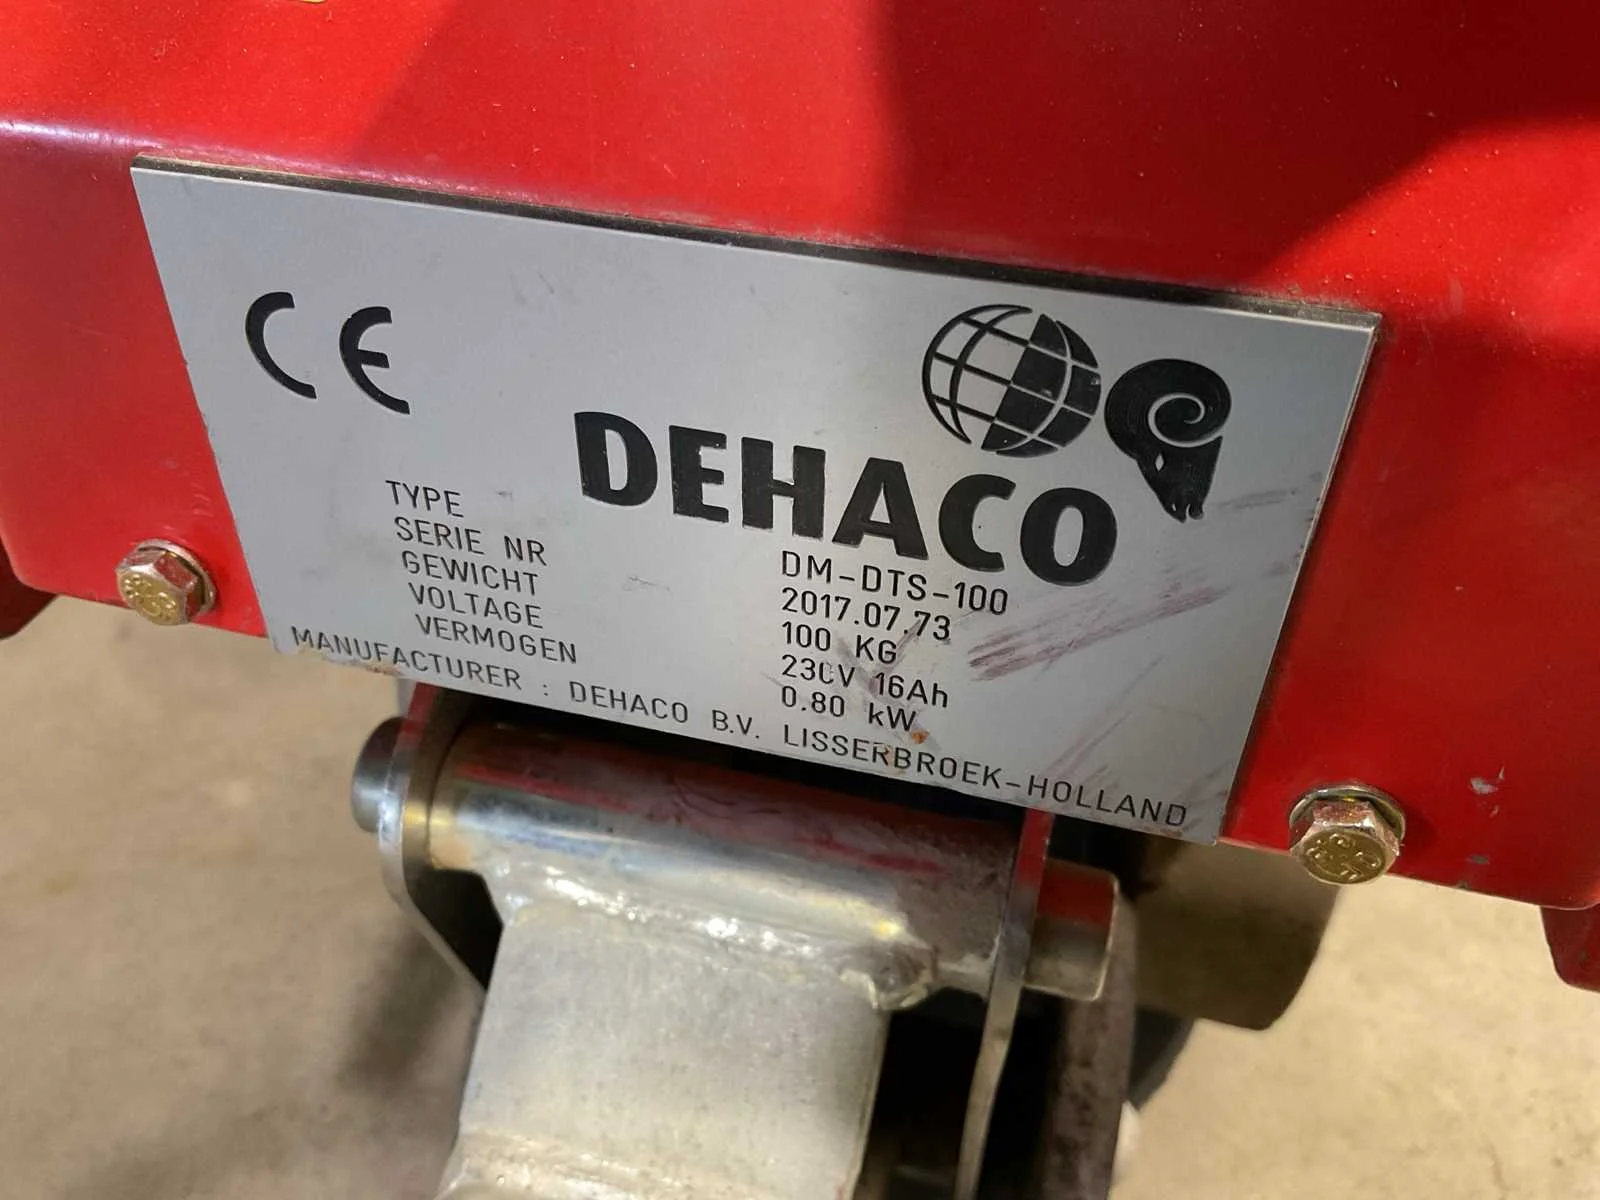 CE
DEHACO
TYPE DM-DTS-100
SERIE NR 2017.07.73
GEWICHT 100 KG
VOLTAGE 230V 16Ah
VERMOGEN 0.80 kW
MANUFACTURER : DEHACO B.V. LISSERBROEK-HOLLAND